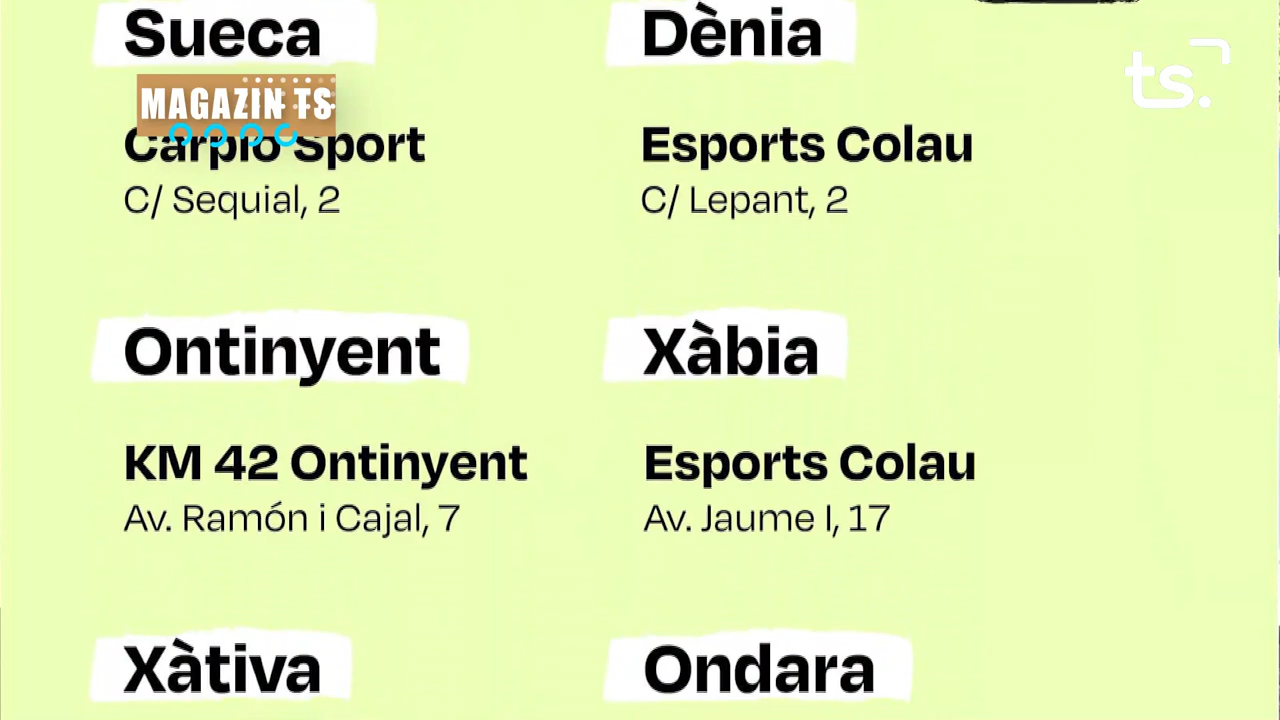 Sueca
MAGAZÍN TS
Carpio Sport
C/ Sequial, 2
Ontinyent
KM 42 Ontinyent
Av. Ramón i Cajal, 7
Xàtiva
Dènia
Esports Colau
C/ Lepant, 2
Xàbia
Esports Colau
Av. Jaume I, 17
Ondara
ts.